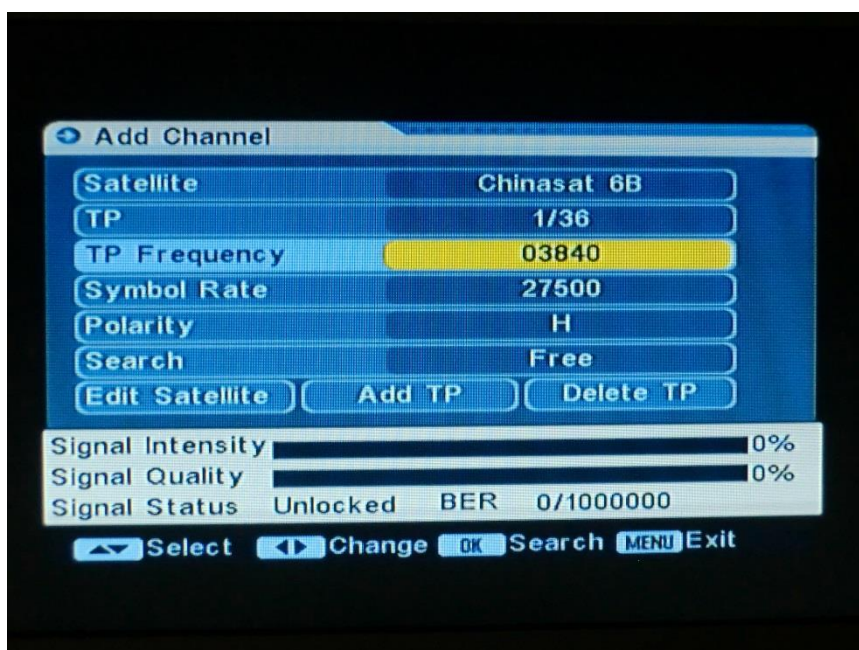 Add Channel
Satellite Chinasat 6B
TP 1/36
TP Frequency 03840
Symbol Rate 27500
Polarity H
Search Free
Edit Satellite Add TP Delete TP
Signal Intensity 0%
Signal Quality 0%
Signal Status Unlocked BER 0/1000000
Select Change OK Search MENU Exit